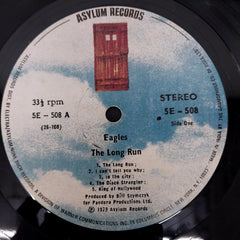 ASYLUM RECORDS
33⅓ rpm
STEREO
5E - 508 A
5E - 508
(26-108)
Side One
Eagles
The Long Run
1. The Long Run;
2. I can't tell you why;
3. in the city;
4. The Disco Strangler;
5. King of Hollywood
Produced by Bill Szymczyk
for Pandora Productions Ltd.
1979 Asylum Records